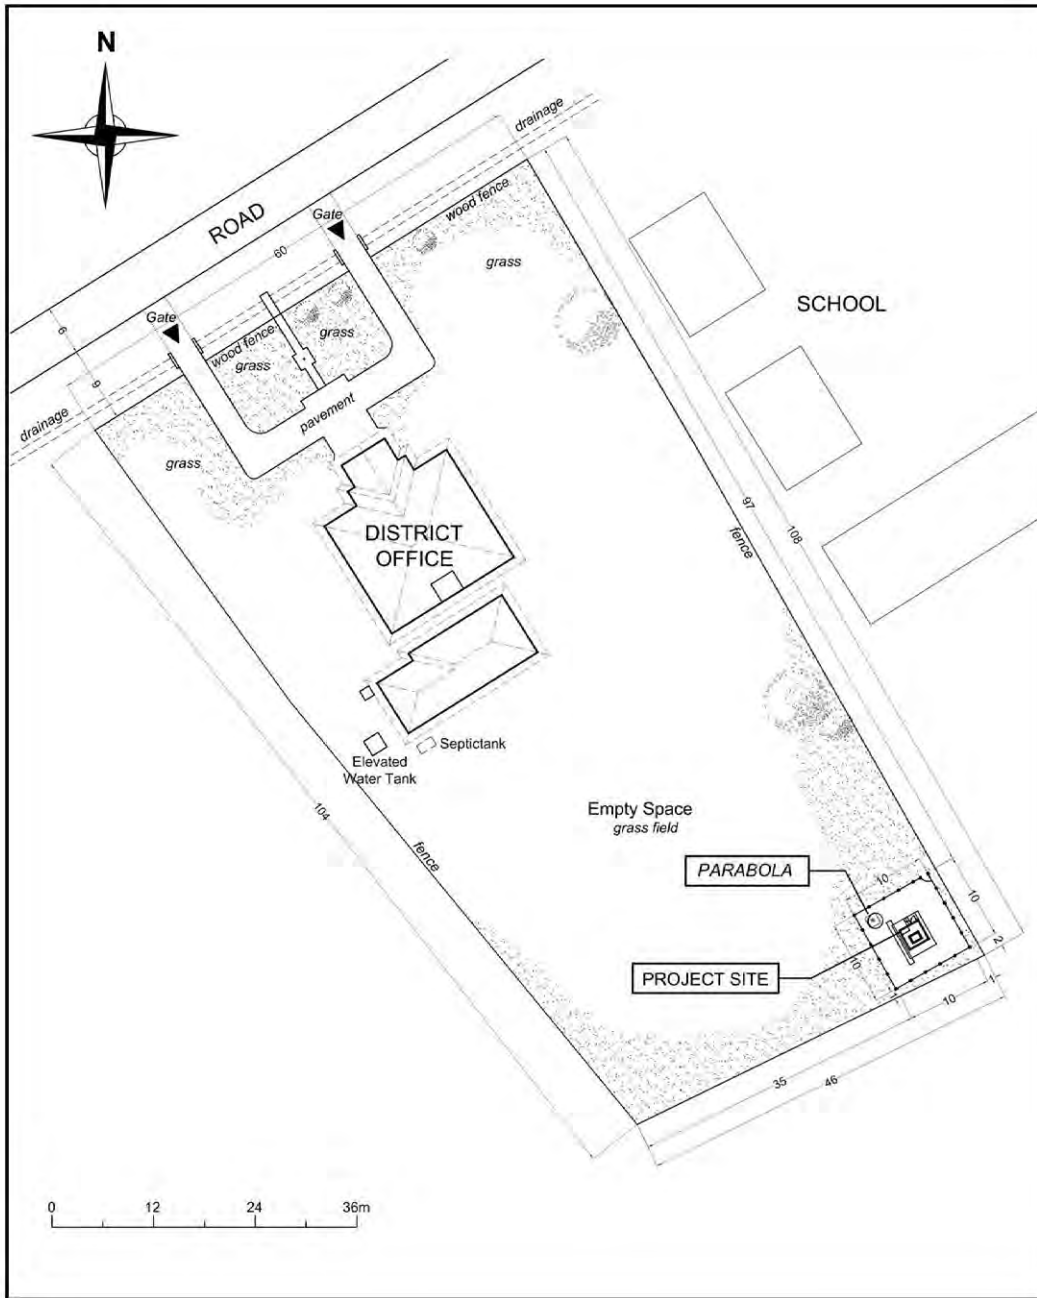 N
drainage
wood fence
ROAD
Gate
60
grass
SCHOOL
Gate
6
wood fence
grass
grass
9
pavement
drainage
grass
97
108
fence
DISTRICT
OFFICE
Septictank
Elevated
Water Tank
104
Empty Space
grass field
fence
PARABOLA
10
10
10
2
PROJECT SITE
1
10
1
35
46
0 12 24 36m